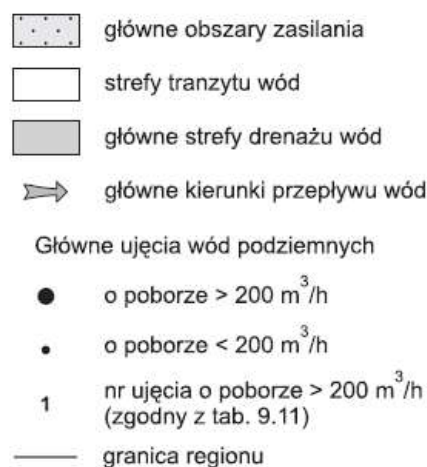 główne obszary zasilania
strefy tranzytu wód
główne strefy drenażu wód
główne kierunki przepływu wód
Główne ujęcia wód podziemnych
o poborze > 200 m³/h
o poborze < 200 m³/h
1 nr ujęcia o poborze > 200 m³/h
(zgodny z tab. 9.11)
granica regionu